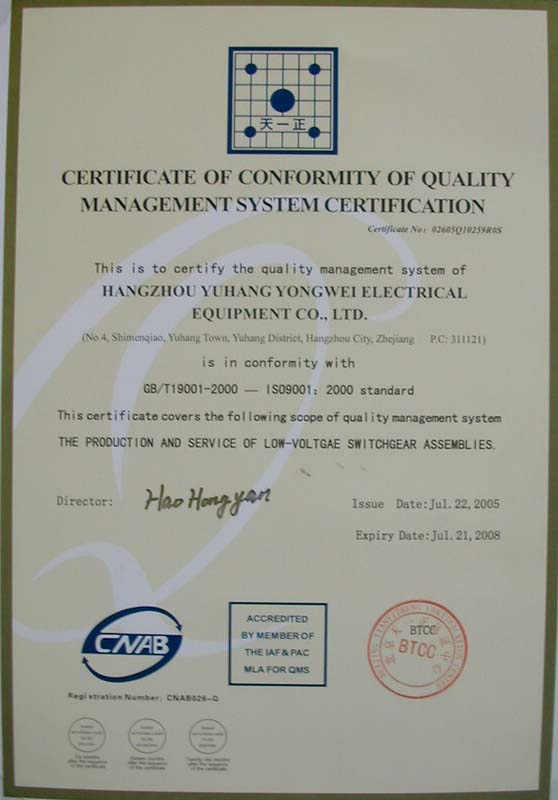 天一正
CERTIFICATE OF CONFORMITY OF QUALITY
MANAGEMENT SYSTEM CERTIFICATION
Certificate No: 02605Q10259R0S
This is to certify the quality management system of
HANGZHOU YUHANG YONGWEI ELECTRICAL
EQUIPMENT CO., LTD.
(No.4, Shimenqiao, Yuhang Town, Yuhang District, Hangzhou City, Zhejiang P.C: 311121)
is in conformity with
GB/T19001-2000 — ISO9001: 2000 standard
This certificate covers the following scope of quality management system
THE PRODUCTION AND SERVICE OF LOW-VOLTGAE SWITCHGEAR ASSEMBLIES.
Director: Hao Hongyan
Issue Date:Jul.22,2005
Expiry Date:Jul.21,2008
CNAB
ACCREDITED
BY MEMBER OF
THE IAF & PAC
MLA FOR QMS
BTCC
BTCC
Registration Number: CNAB026-Q